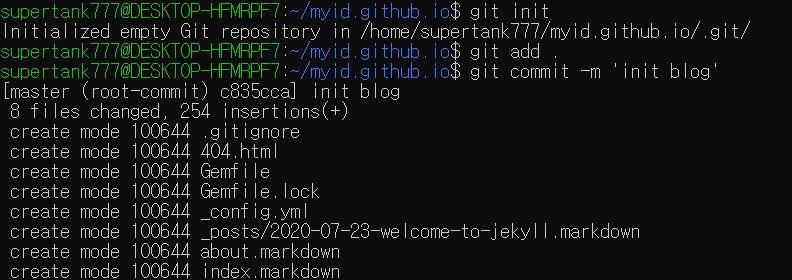 supertank777@DESKTOP-HFMRPF7:~/myid.github.io$ git init
Initialized empty Git repository in /home/supertank777/myid.github.io/.git/
supertank777@DESKTOP-HFMRPF7:~/myid.github.io$ git add .
supertank777@DESKTOP-HFMRPF7:~/myid.github.io$ git commit -m 'init blog'
[master (root-commit) c835cca] init blog
 8 files changed, 254 insertions(+)
 create mode 100644 .gitignore
 create mode 100644 404.html
 create mode 100644 Gemfile
 create mode 100644 Gemfile.lock
 create mode 100644 _config.yml
 create mode 100644 _posts/2020-07-23-welcome-to-jekyll.markdown
 create mode 100644 about.markdown
 create mode 100644 index.markdown